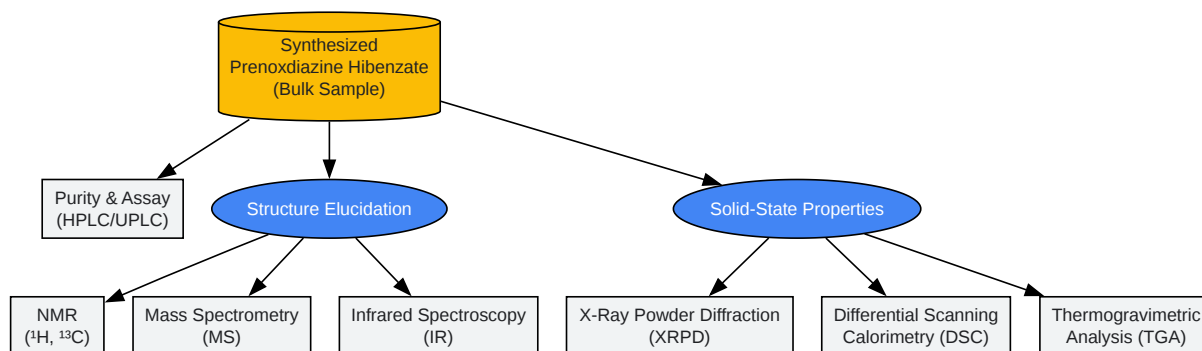 Synthesized
Prenoxdiazine Hibenzate
(Bulk Sample)
Purity & Assay
(HPLC/UPLC)
Structure Elucidation
Solid-State Properties
NMR
(¹H, ¹³C)
Mass Spectrometry
(MS)
Infrared Spectroscopy
(IR)
X-Ray Powder Diffraction
(XRPD)
Differential Scanning
Calorimetry (DSC)
Thermogravimetric
Analysis (TGA)